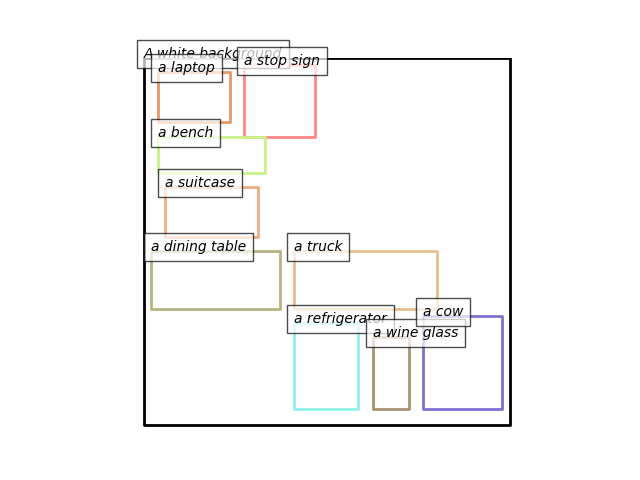 A white background
a stop sign
a laptop
a bench
a suitcase
a dining table
a truck
a cow
a refrigerator
a wine glass